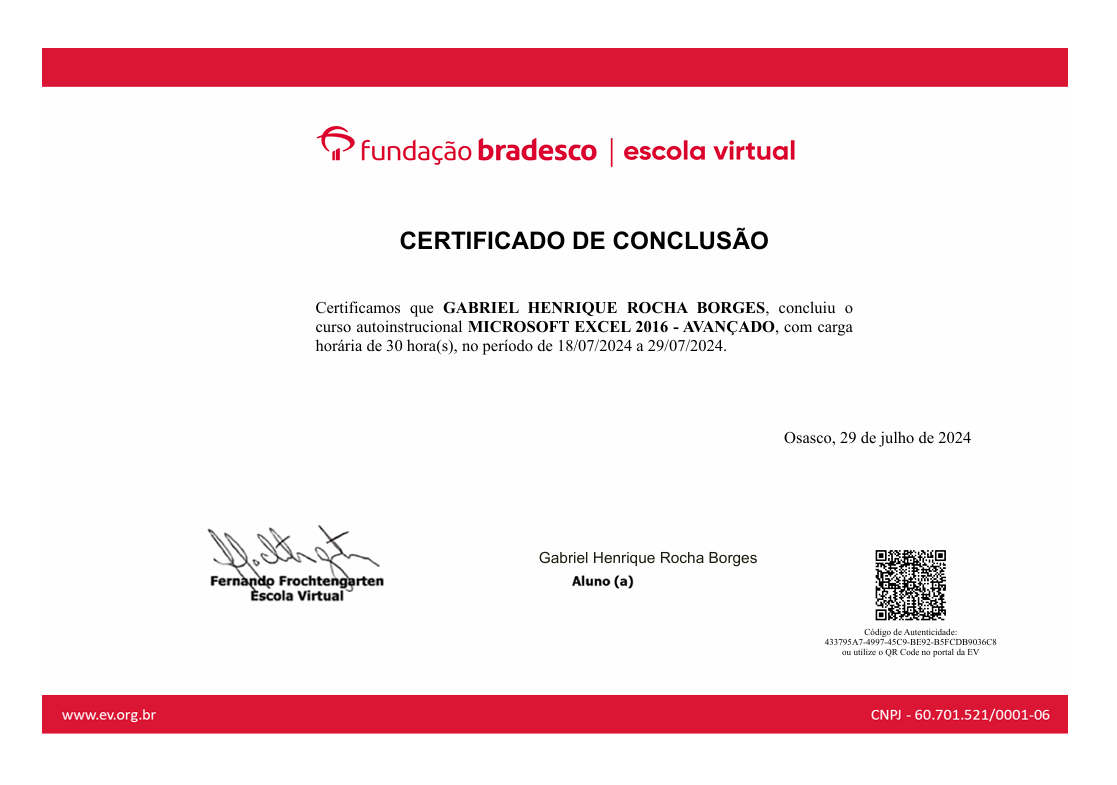 fundação bradesco | escola virtual
CERTIFICADO DE CONCLUSÃO
Certificamos que GABRIEL HENRIQUE ROCHA BORGES, concluiu o
curso autoinstrucional MICROSOFT EXCEL 2016 - AVANÇADO, com carga
horária de 30 hora(s), no período de 18/07/2024 a 29/07/2024.
Osasco, 29 de julho de 2024
Fernando Frochtengarten
Escola Virtual
Gabriel Henrique Rocha Borges
Aluno (a)
Código de Autenticidade:
433795A7-4997-45C9-BE92-B5FCDB9036C8
ou utilize o QR Code no portal da EV
www.ev.org.br
CNPJ - 60.701.521/0001-06